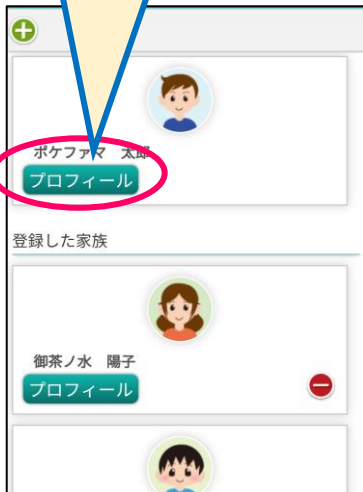 ポケファマ 太郎
プロフィール
登録した家族
御茶ノ水 陽子
プロフィール